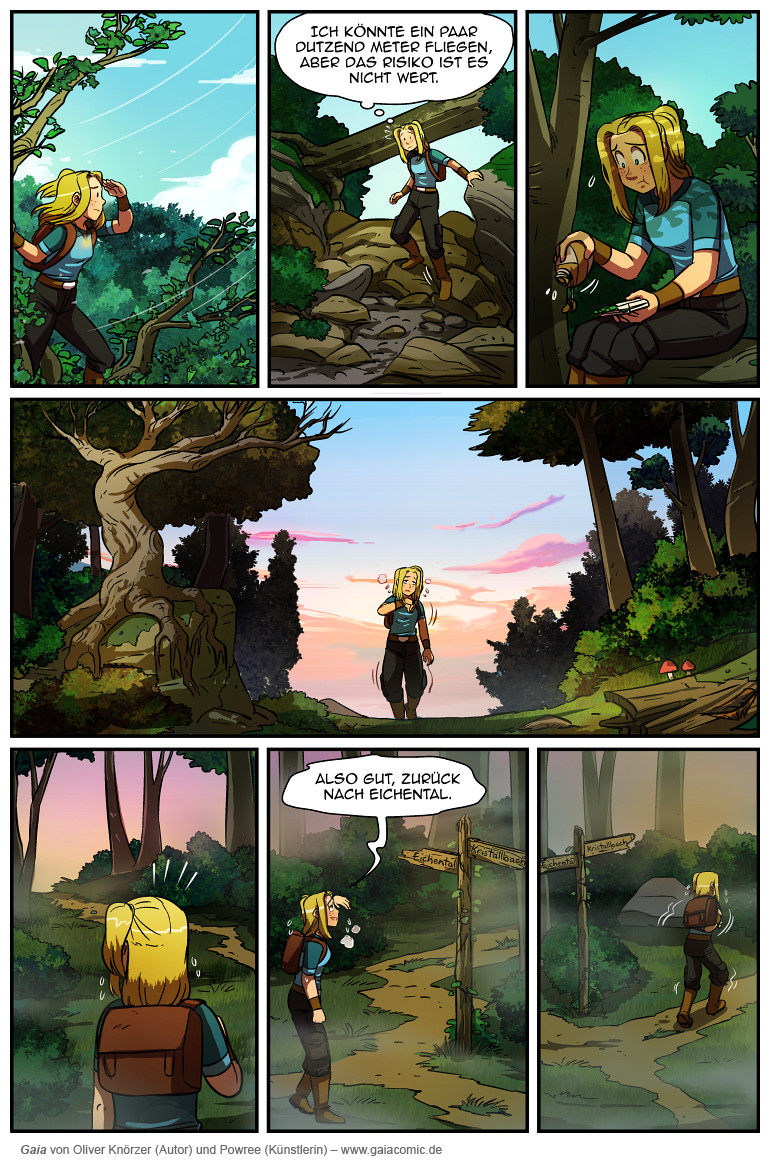 ICH KÖNNTE EIN PAAR
DUTZEND METER FLIEGEN,
ABER DAS RISIKO IST ES
NICHT WERT.
ALSO GUT, ZURÜCK
NACH EICHENTAL.
Eichental
Kristallbach
Eichental
Kristallbach
Gaia von Oliver Knörzer (Autor) und Powree (Künstlerin) – www.gaiacomic.de